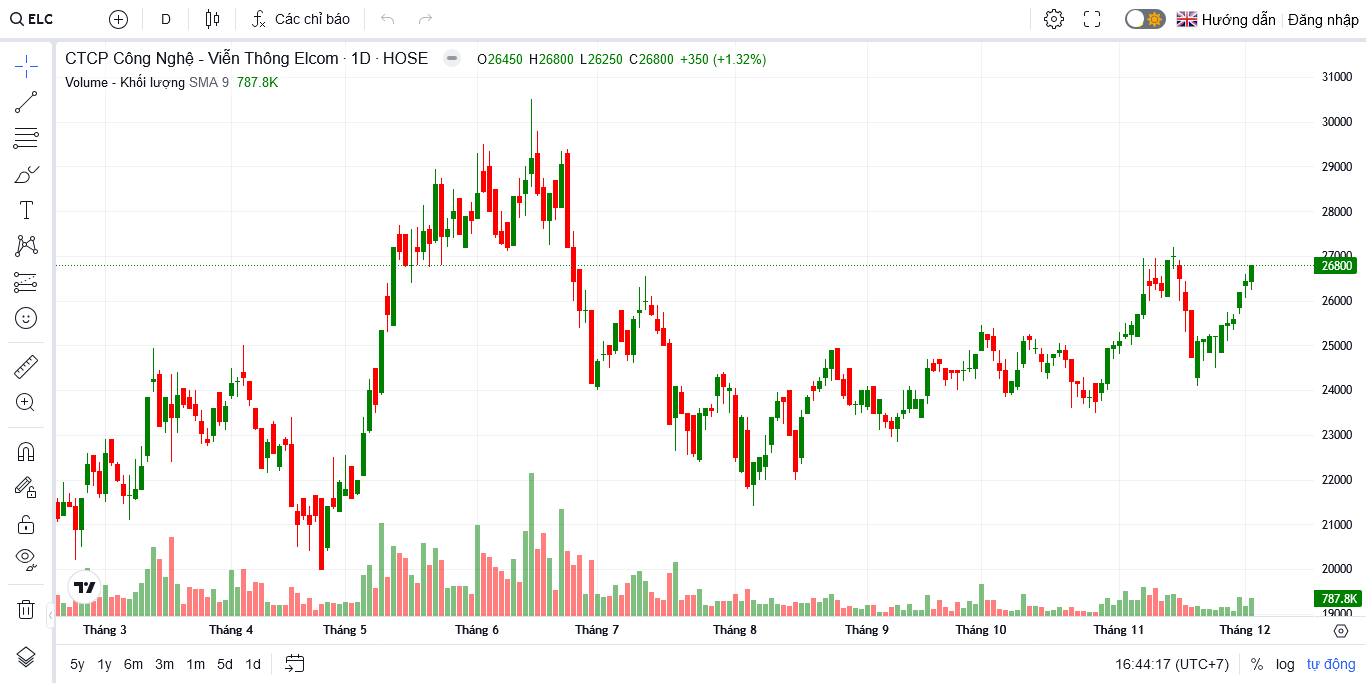 ELC D Các chỉ báo Hướng dẫn Đăng nhập
CTCP Công Nghệ - Viễn Thông Elcom · 1D · HOSE O26450 H26800 L26250 C26800 +350 (+1.32%)
Volume - Khối lượng SMA 9 787.8K
31000
30000
29000
28000
27000
26800
26000
25000
24000
23000
22000
21000
20000
787.8K
19000
Tháng 3 Tháng 4 Tháng 5 Tháng 6 Tháng 7 Tháng 8 Tháng 9 Tháng 10 Tháng 11 Tháng 12
5y 1y 6m 3m 1m 5d 1d 16:44:17 (UTC+7) % log tự động